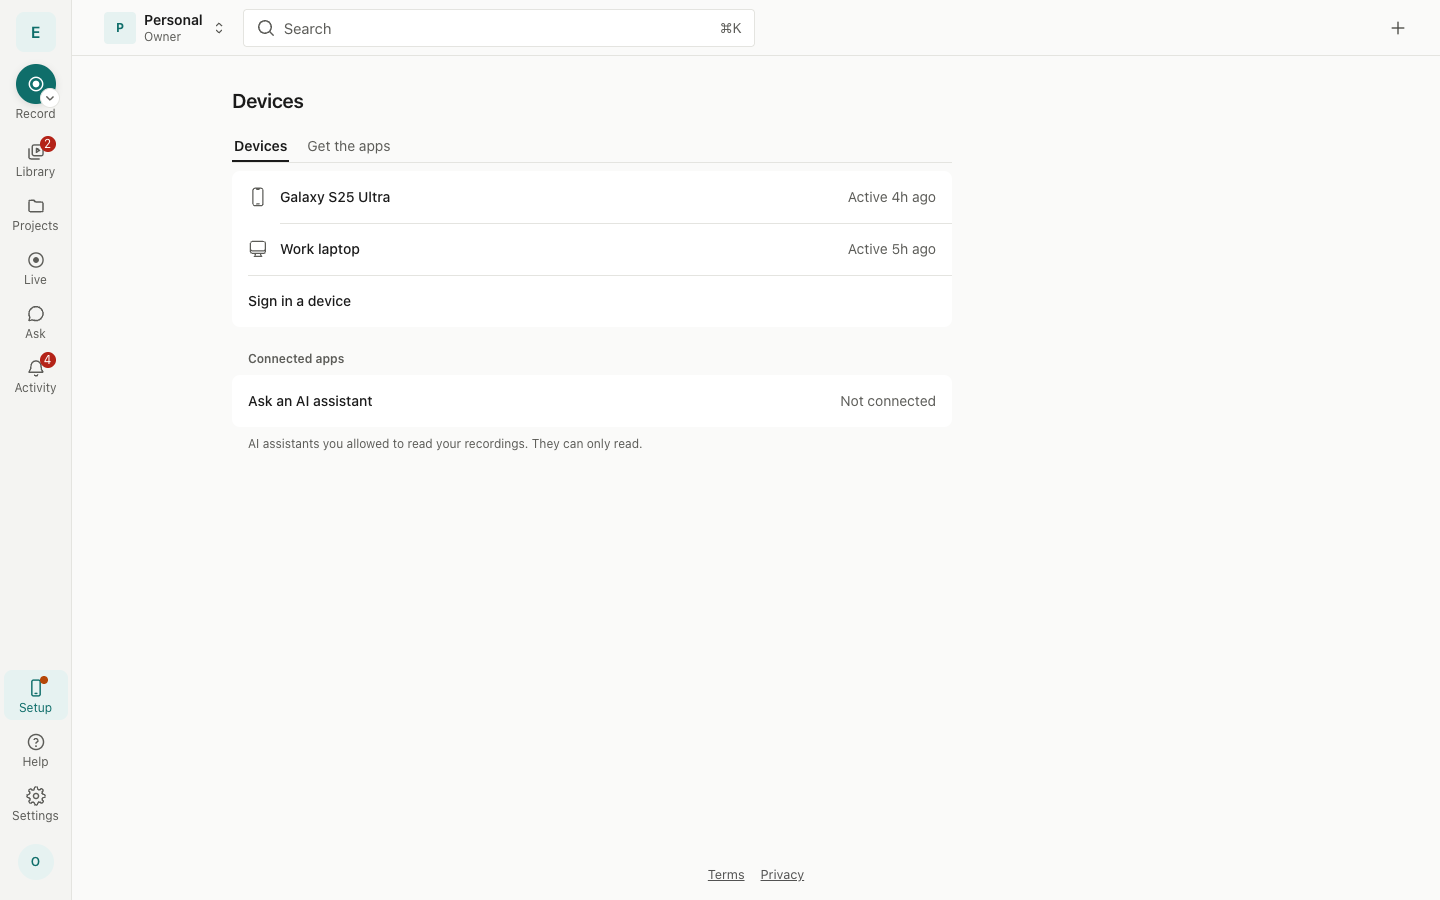 E
P
Personal
Owner
Search
⌘K
Record
2
Library
Projects
Live
Ask
4
Activity
Setup
Help
Settings
O
Devices
Devices
Get the apps
Galaxy S25 Ultra
Active 4h ago
Work laptop
Active 5h ago
Sign in a device
Connected apps
Ask an AI assistant
Not connected
AI assistants you allowed to read your recordings. They can only read.
Terms
Privacy